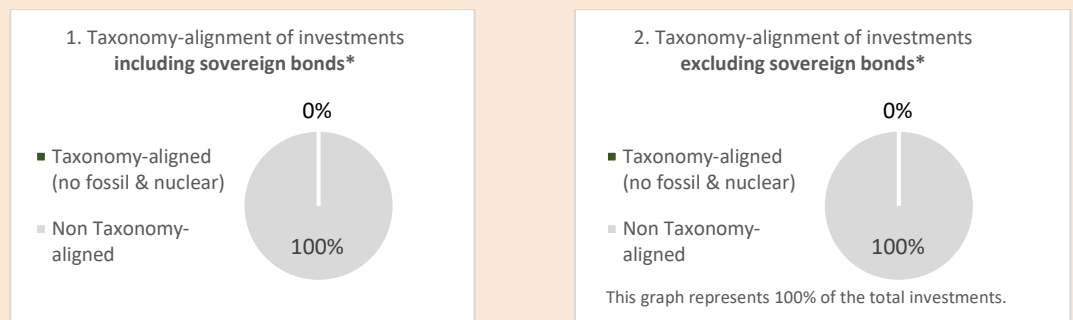 1. Taxonomy-alignment of investments
including sovereign bonds*
0%
Taxonomy-aligned
(no fossil & nuclear)
Non Taxonomy-
aligned
100%
2. Taxonomy-alignment of investments
excluding sovereign bonds*
0%
Taxonomy-aligned
(no fossil & nuclear)
Non Taxonomy-
aligned
100%
This graph represents 100% of the total investments.